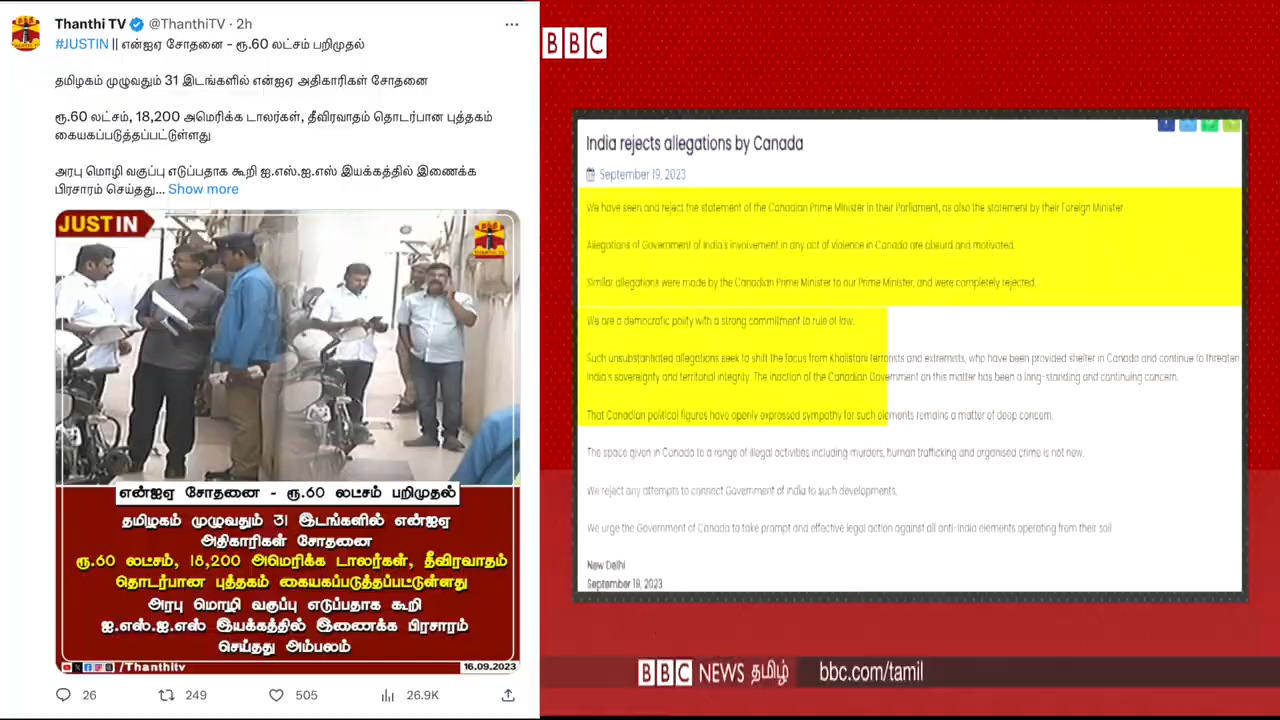 Thanthi TV @ThanthiTV · 2h
#JUSTIN || என்ஐஏ சோதனை - ரூ.60 லட்சம் பறிமுதல்
தமிழகம் முழுவதும் 31 இடங்களில் என்ஐஏ அதிகாரிகள் சோதனை
ரூ.60 லட்சம், 18,200 அமெரிக்க டாலர்கள், தீவிரவாதம் தொடர்பான புத்தகம்
கையகப்படுத்தப்பட்டுள்ளது
அரபு மொழி வகுப்பு எடுப்பதாக கூறி ஐ.எஸ்.ஐ.எஸ் இயக்கத்தில் இணைக்க
பிரசாரம் செய்தது... Show more
JUST IN
தந்தி டிவி
என்ஐஏ சோதனை - ரூ.60 லட்சம் பறிமுதல்
தமிழகம் முழுவதும் 31 இடங்களில் என்ஐஏ
அதிகாரிகள் சோதனை
ரூ.60 லட்சம், 18,200 அமெரிக்க டாலர்கள், தீவிரவாதம்
தொடர்பான புத்தகம் கையகப்படுத்தப்பட்டுள்ளது
அரபு மொழி வகுப்பு எடுப்பதாக கூறி
ஐ.எஸ்.ஐ.எஸ் இயக்கத்தில் இணைக்க பிரசாரம்
செய்தது அம்பலம்
/Thanthitv
16.09.2023
26 249 505 26.9K
BBC
India rejects allegations by Canada
September 19, 2023
We have seen and reject the statement of the Canadian Prime Minister in their Parliament, as also the statement by their Foreign Minister
Allegations of Government of India's involvement in any act of violence in Canada are absurd and motivated.
Similar allegations were made by the Canadian Prime Minister to our Prime Minister, and were completely rejected.
We are a democratic polity with a strong commitment to rule of law.
Such unsubstantiated allegations seek to shift the focus from Khalistani terrorists and extremists, who have been provided shelter in Canada and continue to threaten
India's sovereignty and territorial integrity. The inaction of the Canadian Government on this matter has been a long-standing and continuing concern.
That Canadian political figures have openly expressed sympathy for such elements remains a matter of deep concern.
The space given in Canada to a range of illegal activities including murders, human trafficking and organised crime is not new.
We reject any attempts to connect Government of India to such developments.
We urge the Government of Canada to take prompt and effective legal action against all anti-India elements operating from their soil
New Delhi
September 19, 2023
BBC NEWS தமிழ் bbc.com/tamil